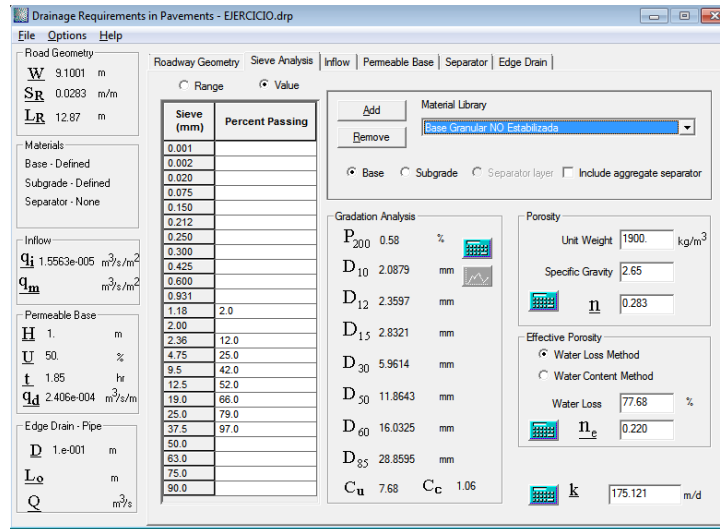 Drainage Requirements in Pavements - EJERCICIO.drp
File Options Help
Road Geometry
W 9.1001 m
SR 0.0283 m/m
LR 12.87 m
Materials
Base - Defined
Subgrade - Defined
Separator - None
Inflow
qi 1.5563e-005 m³/s/m²
qm m³/s/m²
Permeable Base
H 1. m
U 50. %
t 1.85 hr
qd 2.406e-004 m³/s/m
Edge Drain - Pipe
D 1.e-001 m
Lo m
Q m³/s
Roadway Geometry Sieve Analysis Inflow Permeable Base Separator Edge Drain
Range Value
Sieve (mm) Percent Passing
0.001
0.002
0.020
0.075
0.150
0.212
0.250
0.300
0.425
0.600
0.931
1.18 2.0
2.00
2.36 12.0
4.75 25.0
9.5 42.0
12.5 52.0
19.0 66.0
25.0 79.0
37.5 97.0
50.0
63.0
75.0
90.0
Add
Remove
Material Library
Base Granular NO Estabilizada
Base Subgrade Separator layer Include aggregate separator
Gradation Analysis
P200 0.58 %
D10 2.0879 mm
D12 2.3597 mm
D15 2.8321 mm
D30 5.9614 mm
D50 11.8643 mm
D60 16.0325 mm
D85 28.8595 mm
Cu 7.68 Cc 1.06
Porosity
Unit Weight 1900. kg/m³
Specific Gravity 2.65
n 0.283
Effective Porosity
Water Loss Method
Water Content Method
Water Loss 77.68 %
ne 0.220
k 175.121 m/d